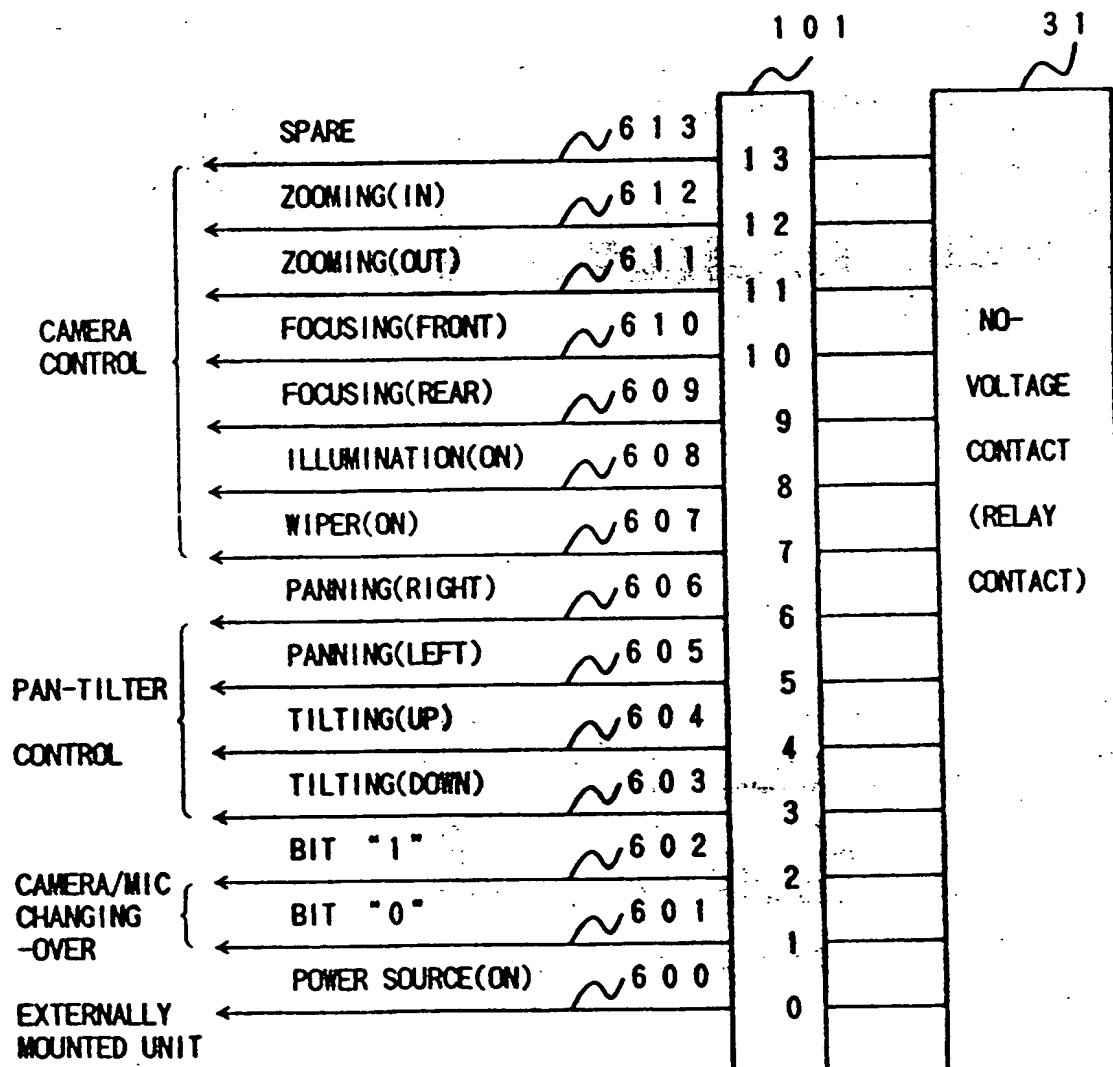 101
31
SPARE 613
13
ZOOMING(IN) 612
12
ZOOMING(OUT) 611
11
FOCUSING(FRONT) 610
10
FOCUSING(REAR) 609
9
ILLUMINATION(ON) 608
8
WIPER(ON) 607
7
PANNING(RIGHT) 606
6
PANNING(LEFT) 605
5
TILTING(UP) 604
4
TILTING(DOWN) 603
3
BIT "1" 602
2
BIT "0" 601
1
POWER SOURCE(ON) 600
0
CAMERA
CONTROL
PAN-TILTER
CONTROL
CAMERA/MIC
CHANGING
-OVER
EXTERNALLY
MOUNTED UNIT
NO-
VOLTAGE
CONTACT
(RELAY
CONTACT)